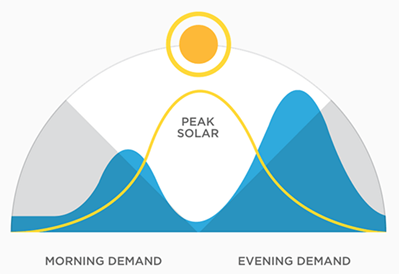 PEAK
SOLAR
MORNING DEMAND
EVENING DEMAND